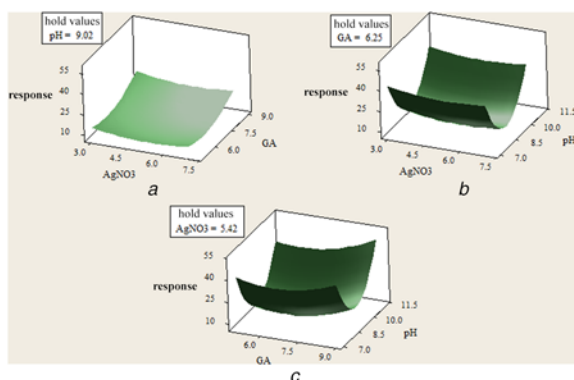 hold values
pH = 9.02
response
55
40
25
10
3.0
4.5
6.0
7.5
AgNO3
6.0
7.5
9.0
GA
a
hold values
GA = 6.25
response
55
40
25
10
3.0
4.5
6.0
7.5
AgNO3
7.0
8.5
10.0
11.5
pH
b
hold values
AgNO3 = 5.42
response
55
40
25
10
6.0
7.5
9.0
GA
7.0
8.5
10.0
11.5
pH
c